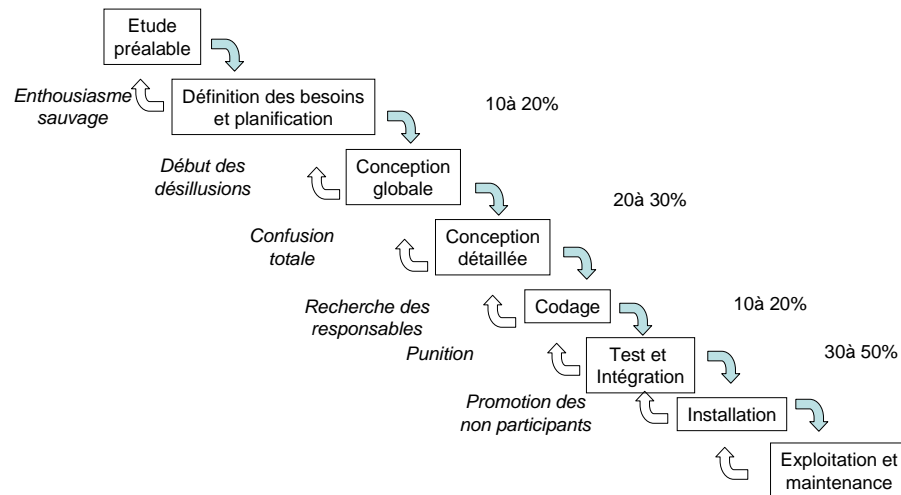 Etude
préalable
Enthousiasme
sauvage
Définition des besoins
et planification
10à 20%
Début des
désillusions
Conception
globale
20à 30%
Confusion
totale
Conception
détaillée
Recherche des
responsables
Codage
10à 20%
Punition
Test et
Intégration
30à 50%
Promotion des
non participants
Installation
Exploitation et
maintenance